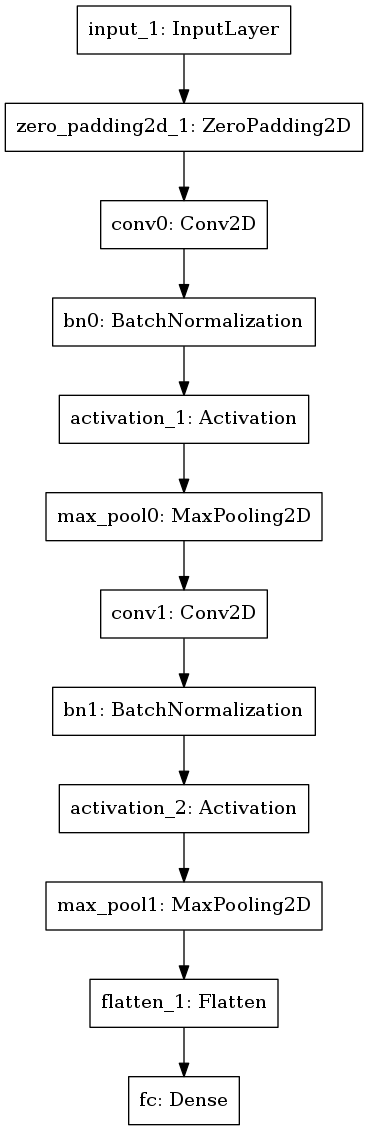 input_1: InputLayer
zero_padding2d_1: ZeroPadding2D
conv0: Conv2D
bn0: BatchNormalization
activation_1: Activation
max_pool0: MaxPooling2D
conv1: Conv2D
bn1: BatchNormalization
activation_2: Activation
max_pool1: MaxPooling2D
flatten_1: Flatten
fc: Dense